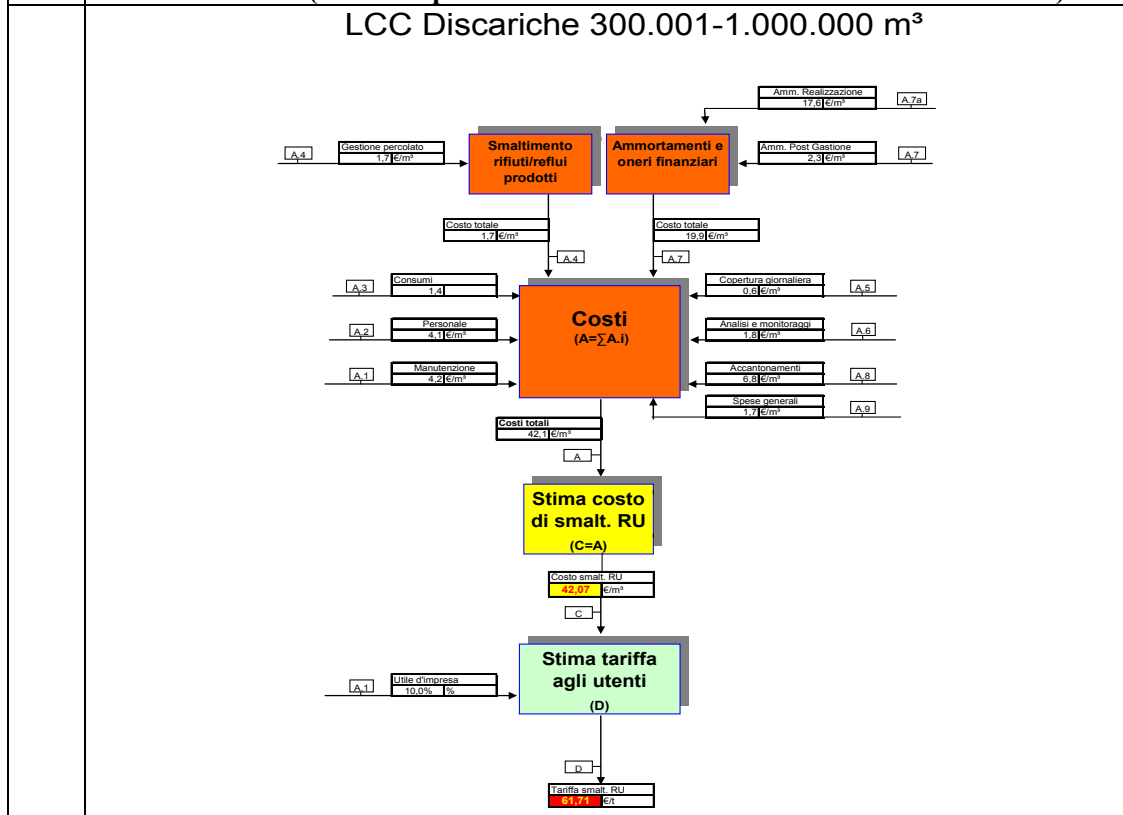 LCC Discariche 300.001-1.000.000 m³
Amm. Realizzazione
17,6 €/m³
A.7a
A.4
Gestione percolato
1,7 €/m³
Smaltimento
rifiuti/reflui
prodotti
Ammortamenti e
oneri finanziari
Amm. Post Gastione
2,3 €/m³
A.7
Costo totale
1,7 €/m³
Costo totale
19,9 €/m³
A.4
A.7
A.3
Consumi
1,4
Copertura giornaliera
0,6 €/m³
A.5
Costi
(A=∑A.i)
A.2
Personale
4,1 €/m³
Analisi e monitoraggi
1,8 €/m³
A.6
A.1
Manutenzione
4,2 €/m³
Accantonamenti
6,8 €/m³
A.8
Spese generali
1,7 €/m³
A.9
Costi totali
42,1 €/m³
A
Stima costo
di smalt. RU
(C=A)
Costo smalt. RU
42,07 €/m³
C
Stima tariffa
agli utenti
(D)
A.1
Utile d'impresa
10,0% %
D
Tariffa smalt. RU
61,71 €/t